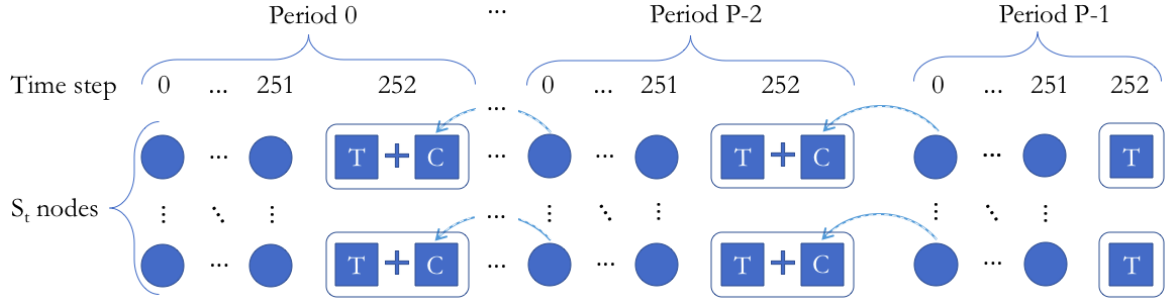 Period 0 ... Period P-2 Period P-1
Time step 0 ... 251 252 ... 0 ... 251 252 0 ... 251 252
... T + C ... ... T + C ... T
S_t nodes
... ...
... T + C ... ... T + C ... T